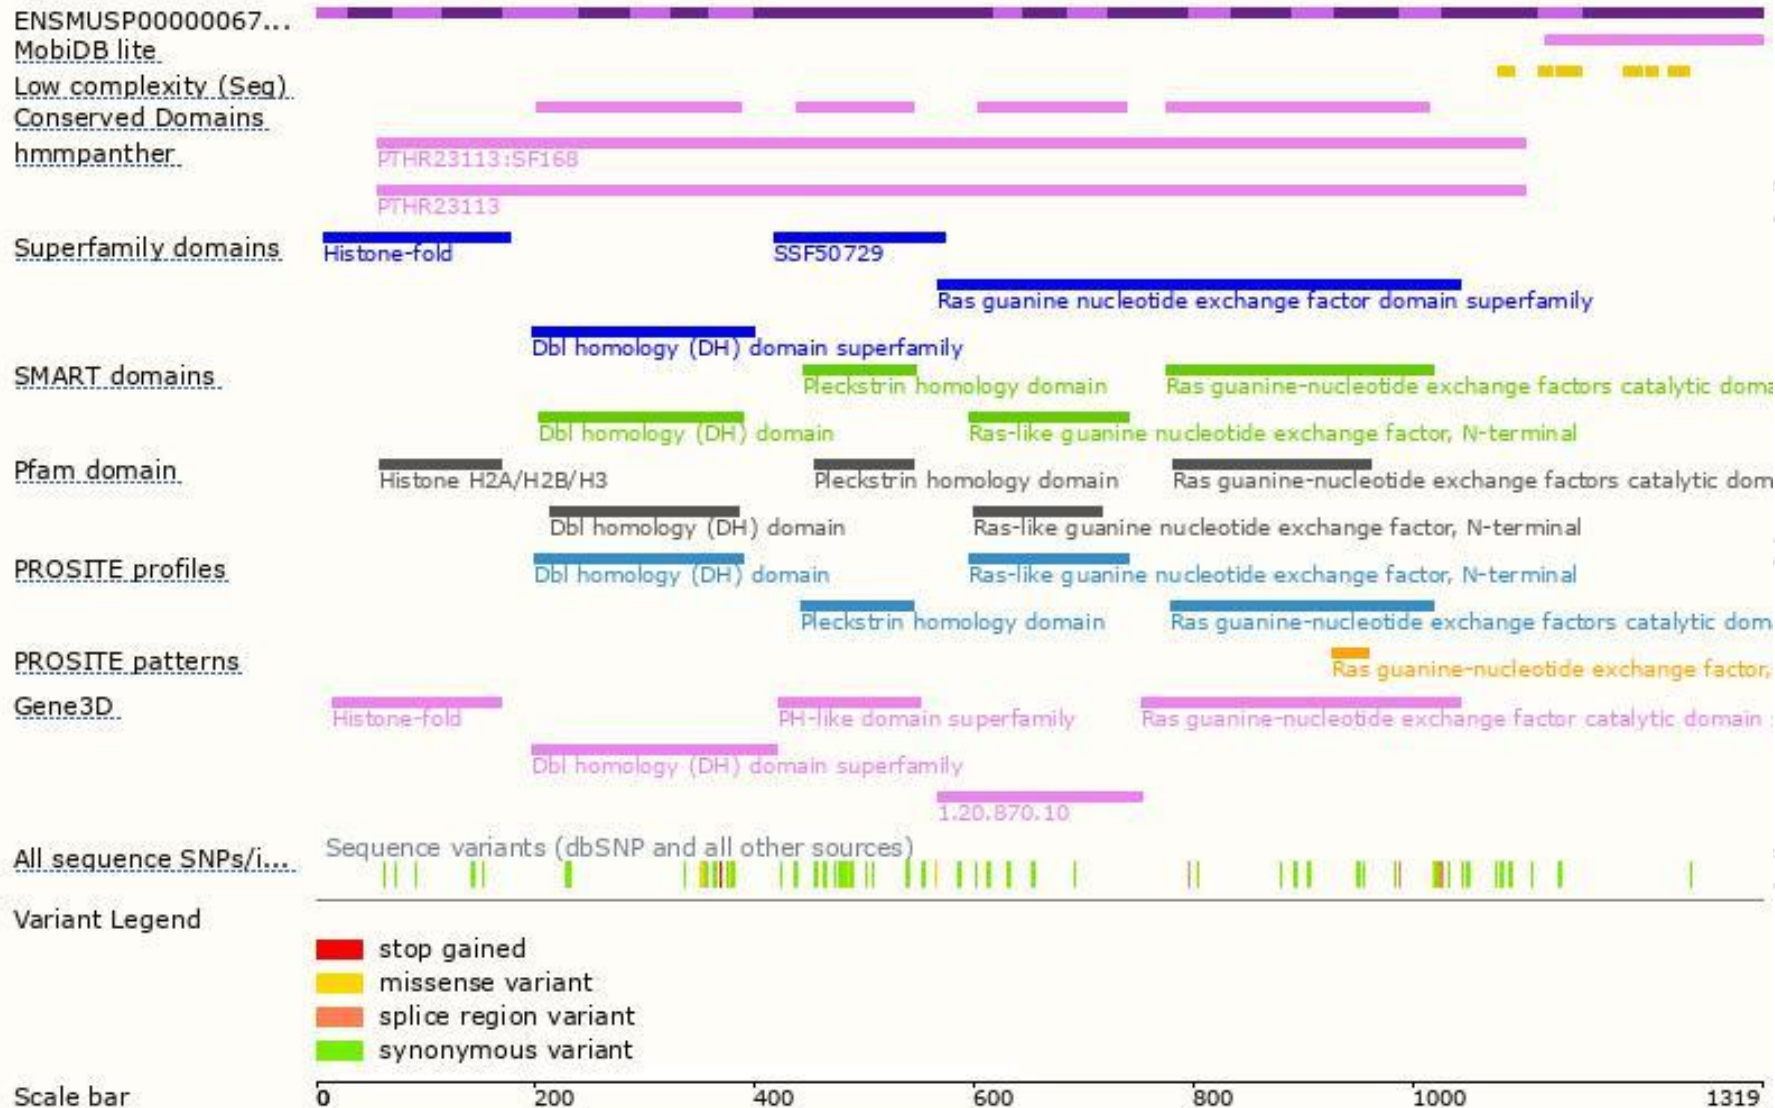 ENSMUSP00000067...
MobiDB lite
Low complexity (Seg)
Conserved Domains
hmmpanther
PTHR23113:SF168
PTHR23113
Superfamily domains
Histone-fold
SSF50729
Ras guanine nucleotide exchange factor domain superfamily
Dbl homology (DH) domain superfamily
SMART domains
Pleckstrin homology domain
Ras guanine-nucleotide exchange factors catalytic doma
Dbl homology (DH) domain
Ras-like guanine nucleotide exchange factor, N-terminal
Pfam domain
Histone H2A/H2B/H3
Pleckstrin homology domain
Ras guanine-nucleotide exchange factors catalytic dom
Dbl homology (DH) domain
Ras-like guanine nucleotide exchange factor, N-terminal
PROSITE profiles
Dbl homology (DH) domain
Ras-like guanine nucleotide exchange factor, N-terminal
Pleckstrin homology domain
Ras guanine-nucleotide exchange factors catalytic dom
PROSITE patterns
Ras guanine-nucleotide exchange factor,
Gene3D
Histone-fold
PH-like domain superfamily
Ras guanine-nucleotide exchange factor catalytic domain
Dbl homology (DH) domain superfamily
1.20.870.10
All sequence SNPs/i...
Sequence variants (dbSNP and all other sources)
Variant Legend
stop gained
missense variant
splice region variant
synonymous variant
Scale bar
0 200 400 600 800 1000 1319